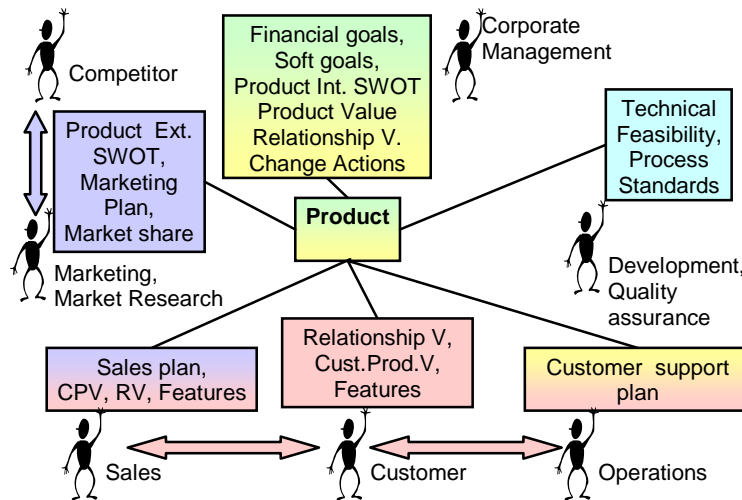 Financial goals,
Soft goals,
Product Int. SWOT
Product Value
Relationship V.
Change Actions
Corporate
Management
Competitor
Product Ext.
SWOT,
Marketing
Plan,
Market share
Technical
Feasibility,
Process
Standards
Product
Marketing,
Market Research
Development,
Quality
assurance
Sales plan,
CPV, RV, Features
Relationship V,
Cust.Prod.V,
Features
Customer support
plan
Sales
Customer
Operations